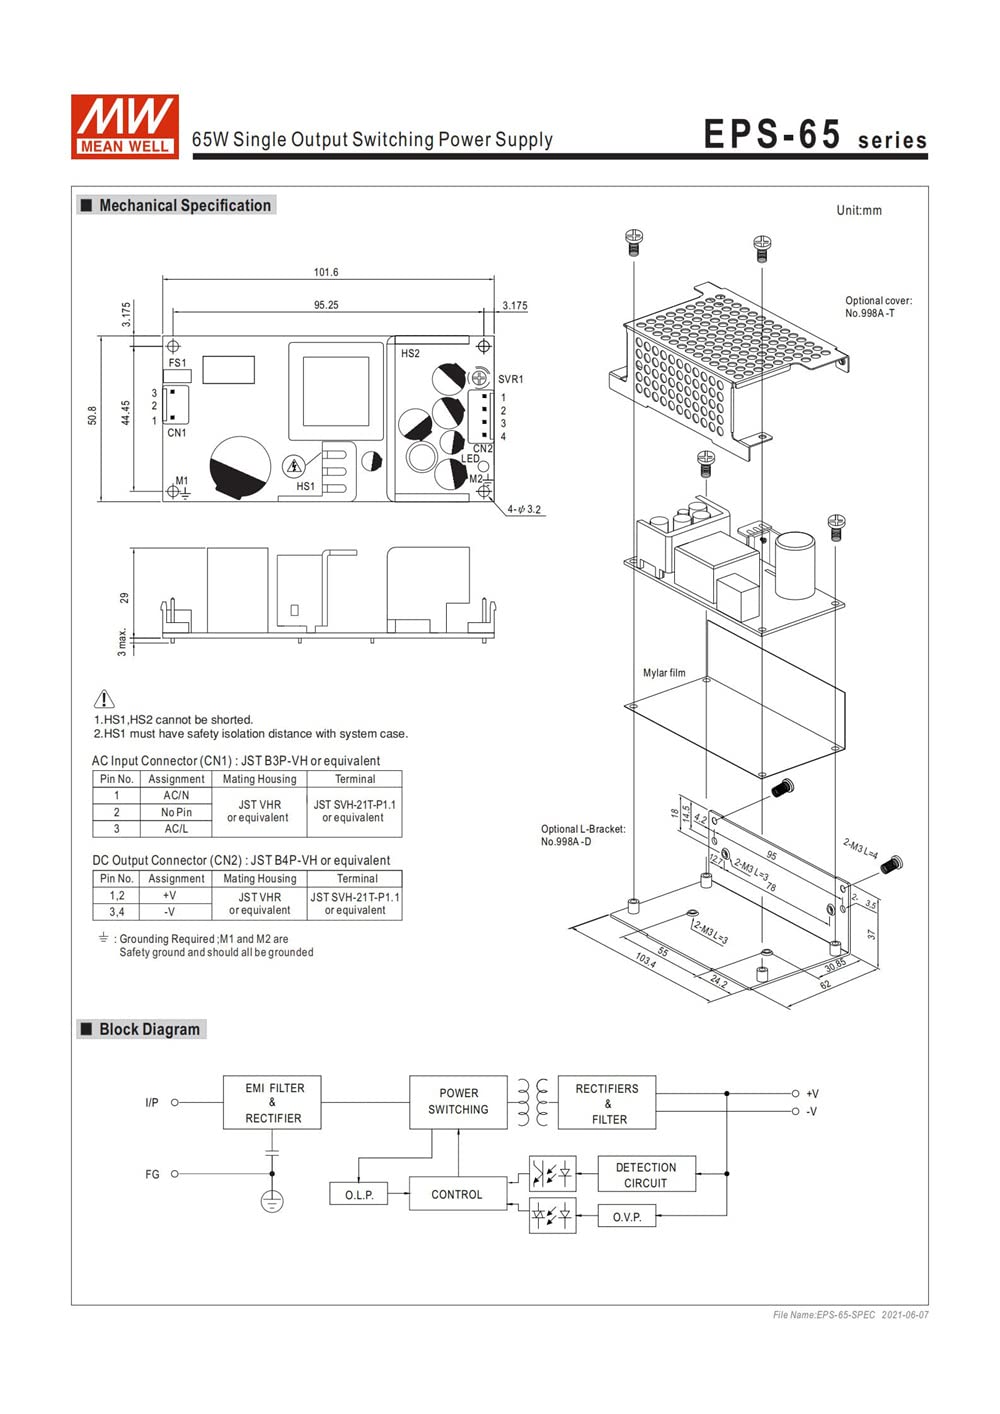 MW
MEAN WELL
65W Single Output Switching Power Supply
EPS-65 series
■ Mechanical Specification
Unit:mm
101.6
95.25
3.175
3.175
50.8
44.45
FS1
HS2
SVR1
3
2
1
CN1
1
2
3
4
CN2
LED
M1
HS1
M2
4-ψ3.2
29
3 max.
Optional cover:
No.998A-T
Mylar film
Optional L-Bracket:
No.998A-D
18
14.5
4.2
95
2-M3 L=4
12.7
2-M3 L=3
78
2- 3.5
37
2-M3 L=3
55
103.4
24.2
30.85
62
1.HS1,HS2 cannot be shorted.
2.HS1 must have safety isolation distance with system case.
AC Input Connector (CN1) : JST B3P-VH or equivalent
Pin No. Assignment Mating Housing Terminal
1 AC/N JST VHR or equivalent JST SVH-21T-P1.1 or equivalent
2 No Pin
3 AC/L
DC Output Connector (CN2) : JST B4P-VH or equivalent
Pin No. Assignment Mating Housing Terminal
1,2 +V JST VHR or equivalent JST SVH-21T-P1.1 or equivalent
3,4 -V
: Grounding Required ;M1 and M2 are
Safety ground and should all be grounded
■ Block Diagram
I/P
EMI FILTER
&
RECTIFIER
POWER
SWITCHING
RECTIFIERS
&
FILTER
+V
-V
FG
O.L.P.
CONTROL
DETECTION
CIRCUIT
O.V.P.
File Name:EPS-65-SPEC 2021-06-07